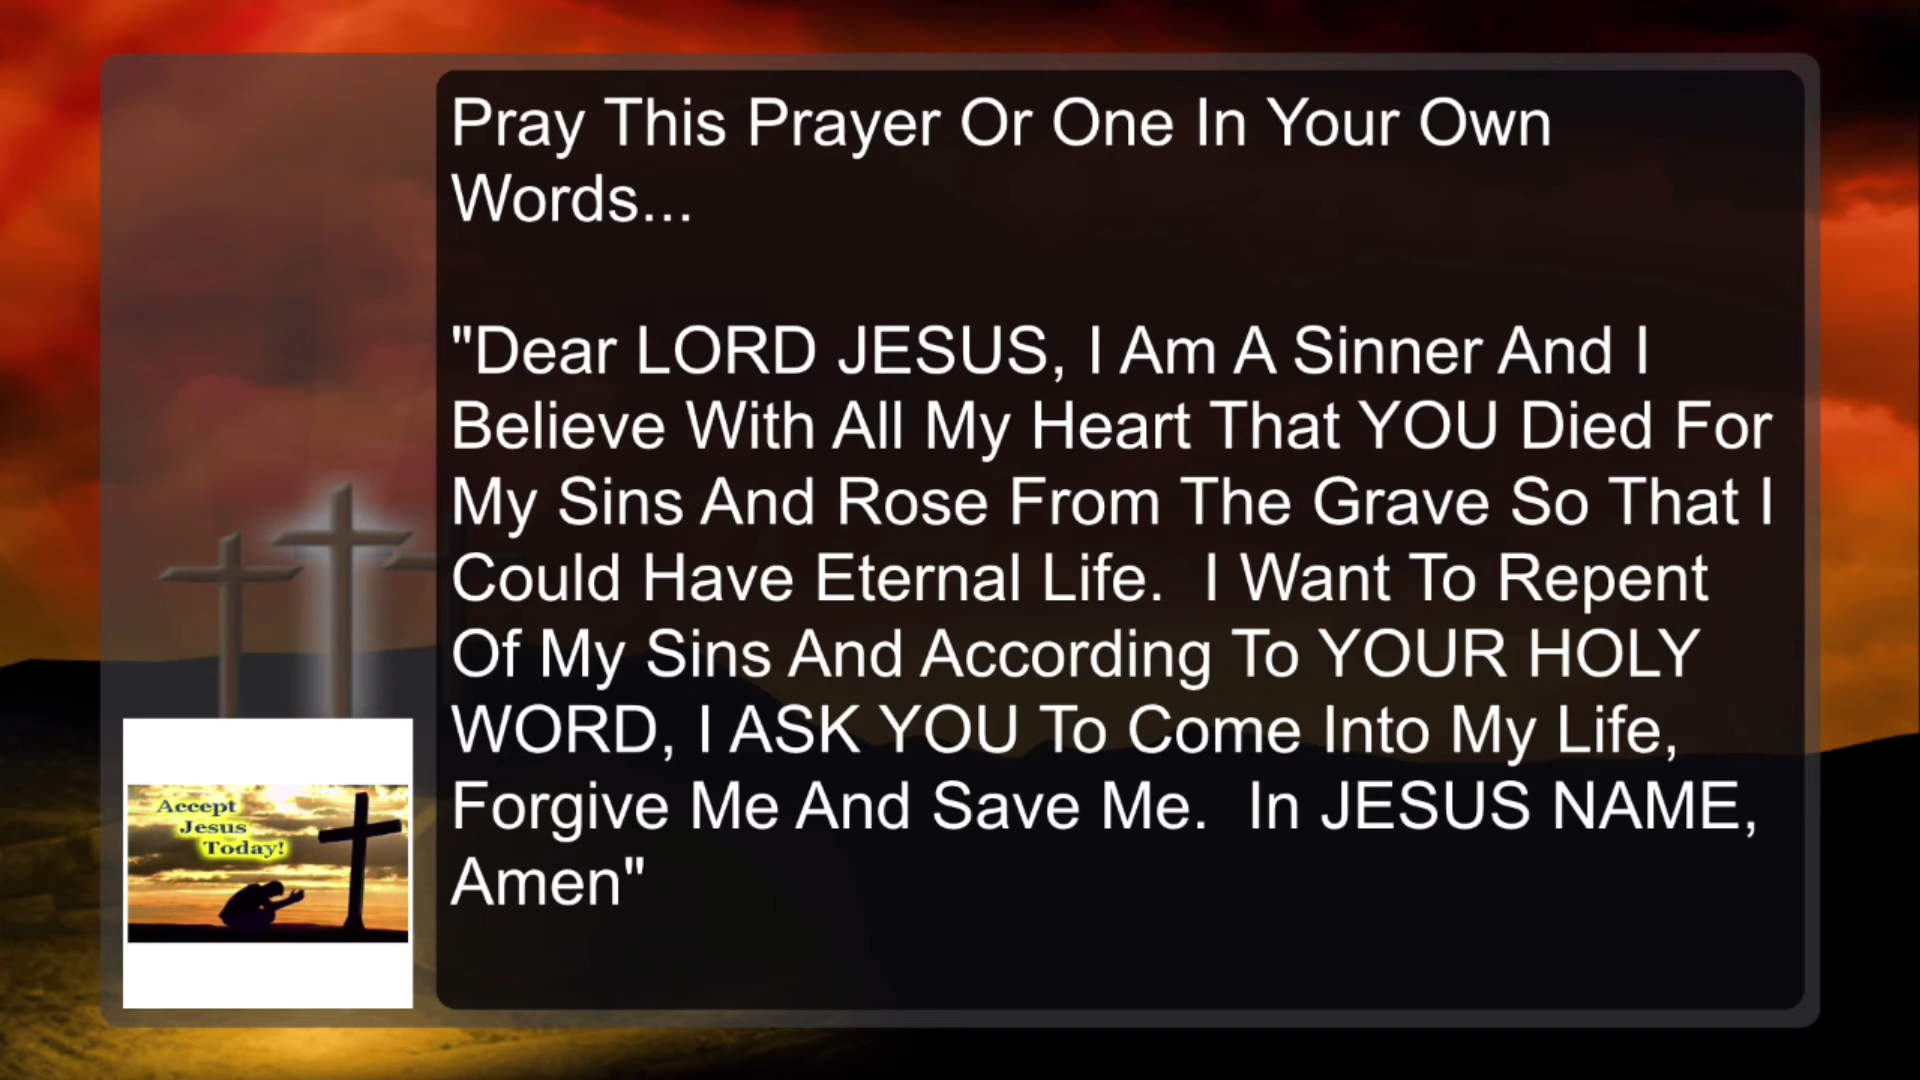 Pray This Prayer Or One In Your Own
Words...
"Dear LORD JESUS, I Am A Sinner And I
Believe With All My Heart That YOU Died For
My Sins And Rose From The Grave So That I
Could Have Eternal Life.  I Want To Repent
Of My Sins And According To YOUR HOLY
WORD, I ASK YOU To Come Into My Life,
Forgive Me And Save Me.  In JESUS NAME,
Amen"
Accept
Jesus
Today!